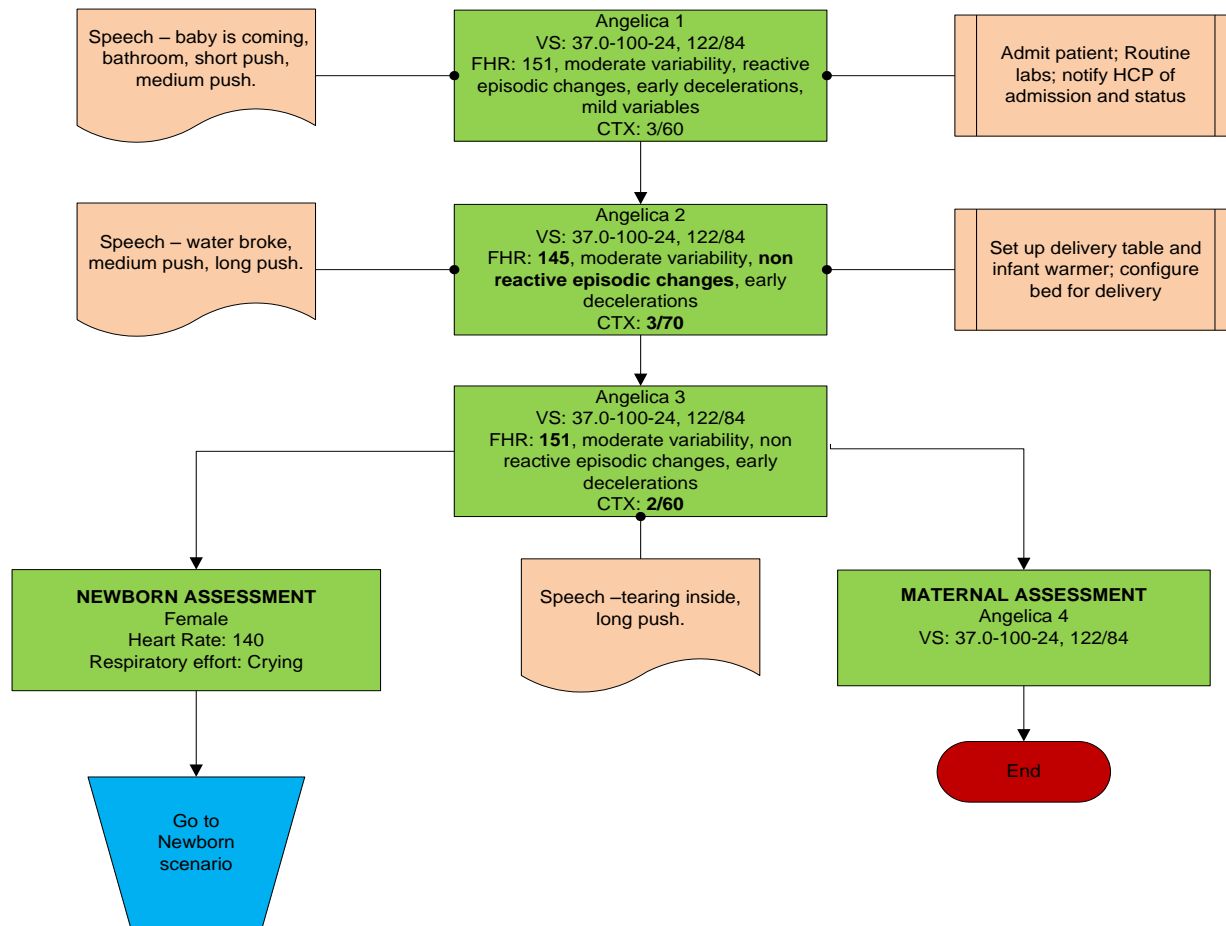 Speech – baby is coming,
bathroom, short push,
medium push.
Angelica 1
VS: 37.0-100-24, 122/84
FHR: 151, moderate variability, reactive
episodic changes, early decelerations,
mild variables
CTX: 3/60
Admit patient; Routine
labs; notify HCP of
admission and status
Speech – water broke,
medium push, long push.
Angelica 2
VS: 37.0-100-24, 122/84
FHR: 145, moderate variability, non
reactive episodic changes, early
decelerations
CTX: 3/70
Set up delivery table and
infant warmer; configure
bed for delivery
Angelica 3
VS: 37.0-100-24, 122/84
FHR: 151, moderate variability, non
reactive episodic changes, early
decelerations
CTX: 2/60
NEWBORN ASSESSMENT
Female
Heart Rate: 140
Respiratory effort: Crying
Speech –tearing inside,
long push.
MATERNAL ASSESSMENT
Angelica 4
VS: 37.0-100-24, 122/84
End
Go to
Newborn
scenario